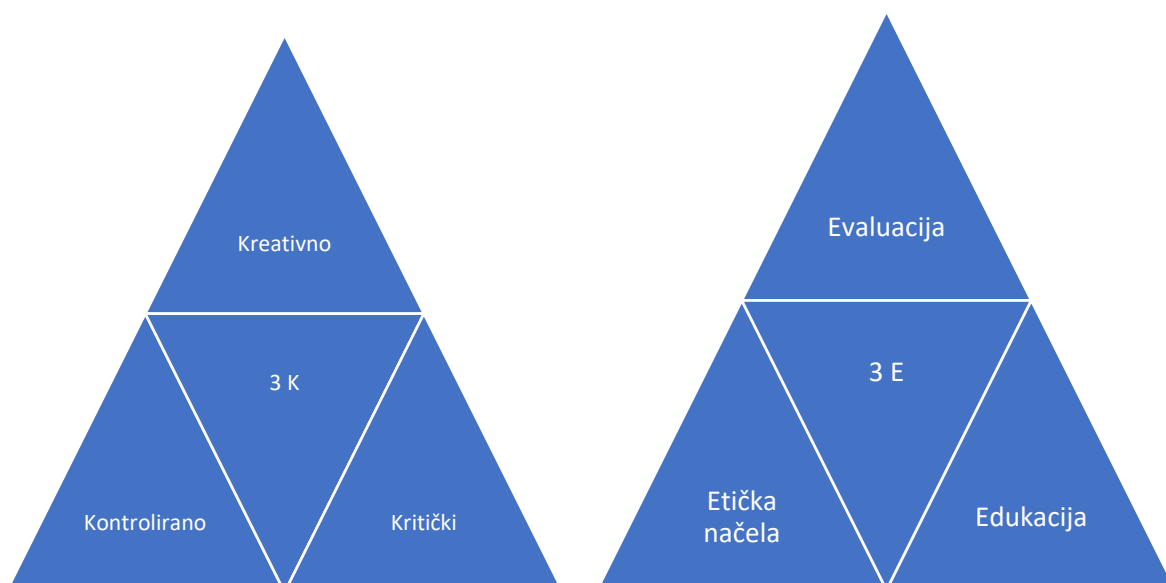 Kreativno
3 K
Kontrolirano
Kritički
Evaluacija
3 E
Etička
načela
Edukacija